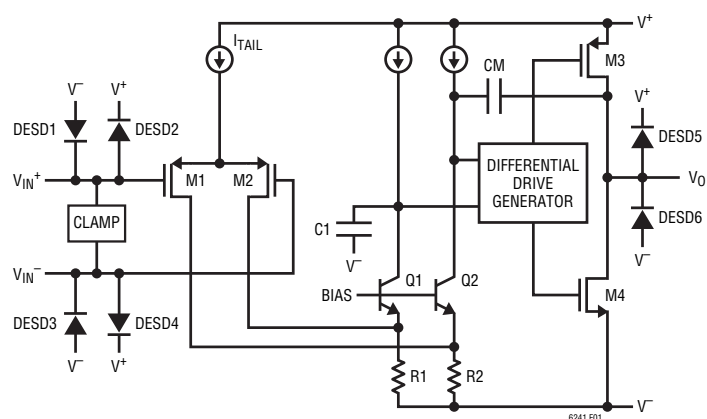 V+
ITAIL
M3
CM
V– V+
V+
DESD1 DESD2
DESD5
DIFFERENTIAL
DRIVE
GENERATOR
VIN+
M1 M2
VO
CLAMP
C1
DESD6
V–
V–
VIN–
Q1 Q2
BIAS
M4
DESD3 DESD4
V– V+
R1 R2
V–
6241 F01